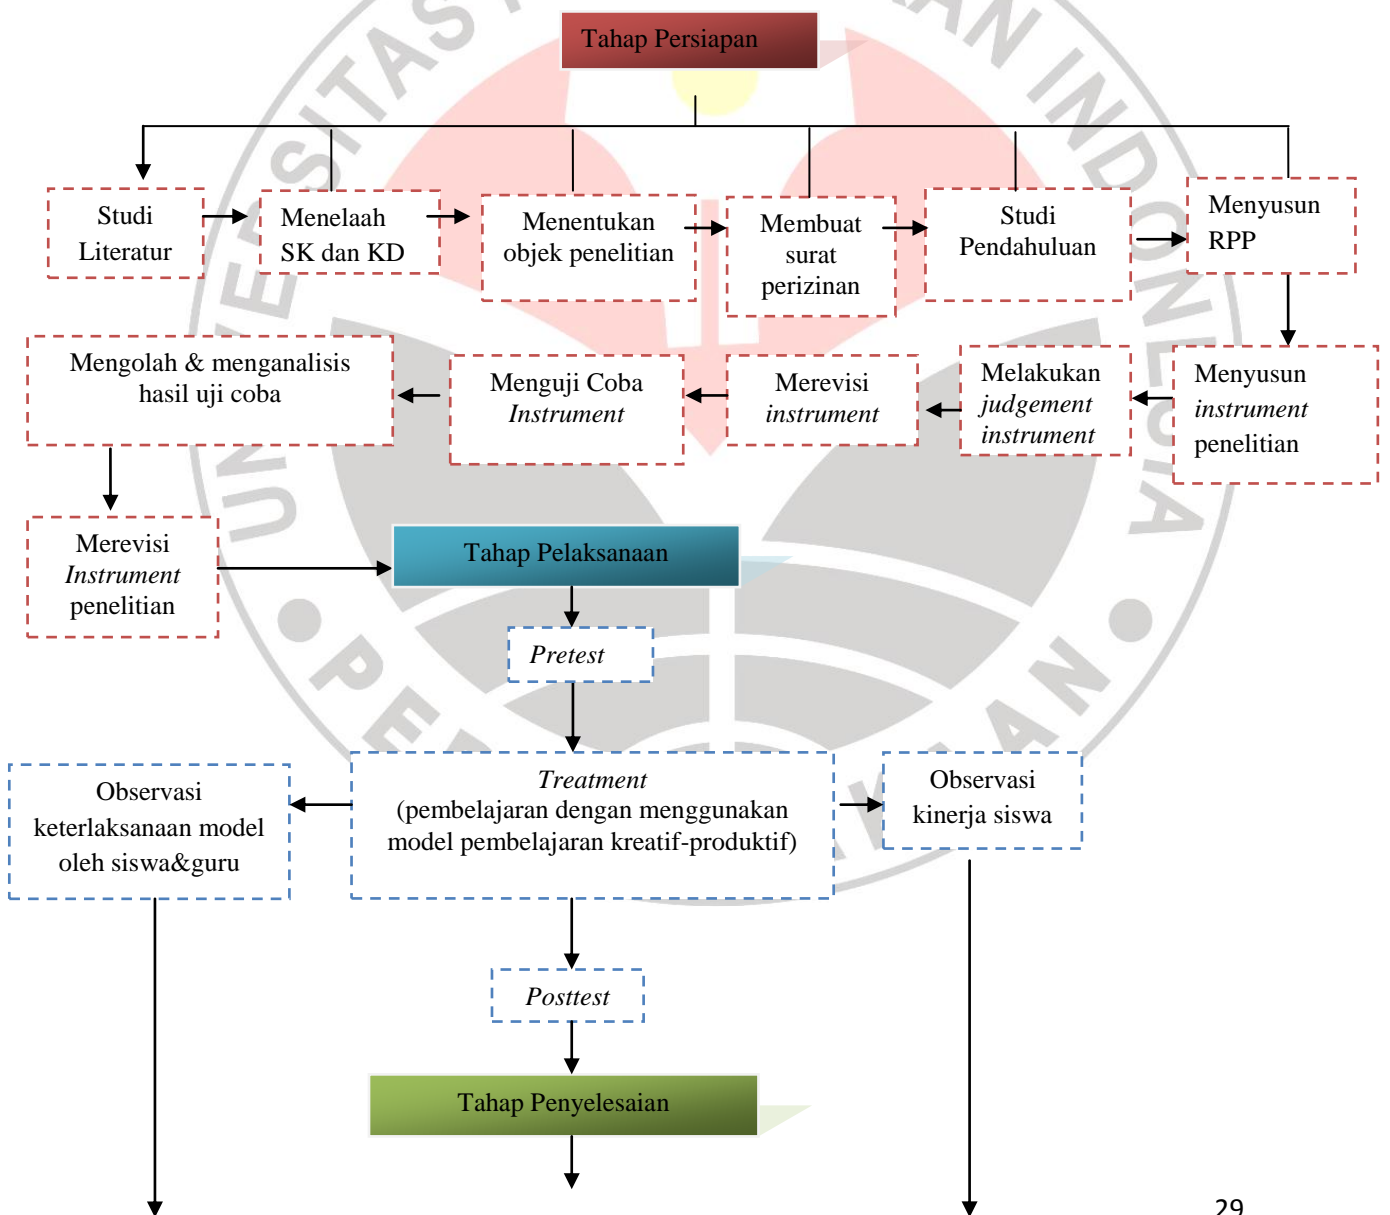 Tahap Persiapan
Studi
Literatur
Menelaah
SK dan KD
Menentukan
objek penelitian
Membuat
surat
perizinan
Studi
Pendahuluan
Menyusun
RPP
Mengolah & menganalisis
hasil uji coba
Menguji Coba
Instrument
Merevisi
instrument
Melakukan
judgement
instrument
Menyusun
instrument
penelitian
Merevisi
Instrument
penelitian
Tahap Pelaksanaan
Pretest
Observasi
keterlaksanaan model
oleh siswa&guru
Treatment
(pembelajaran dengan menggunakan
model pembelajaran kreatif-produktif)
Observasi
kinerja siswa
Posttest
Tahap Penyelesaian
29